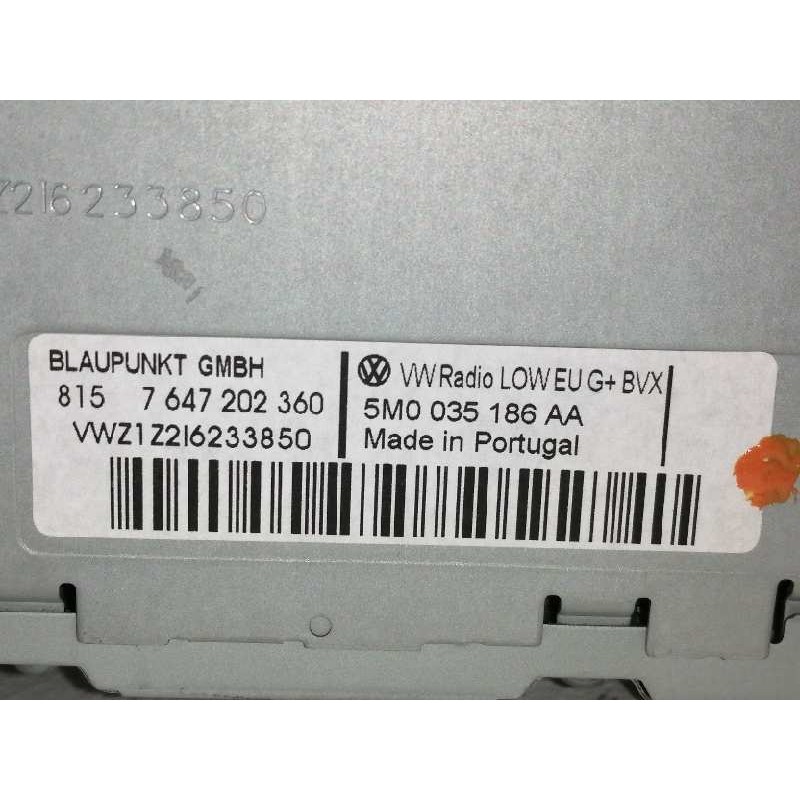 Z2I6233850
BLAUPUNKT GMBH
815 7 647 202 360
VWZ1Z2I6233850
VW Radio LOW EU G+ BVX
5M0 035 186 AA
Made in Portugal